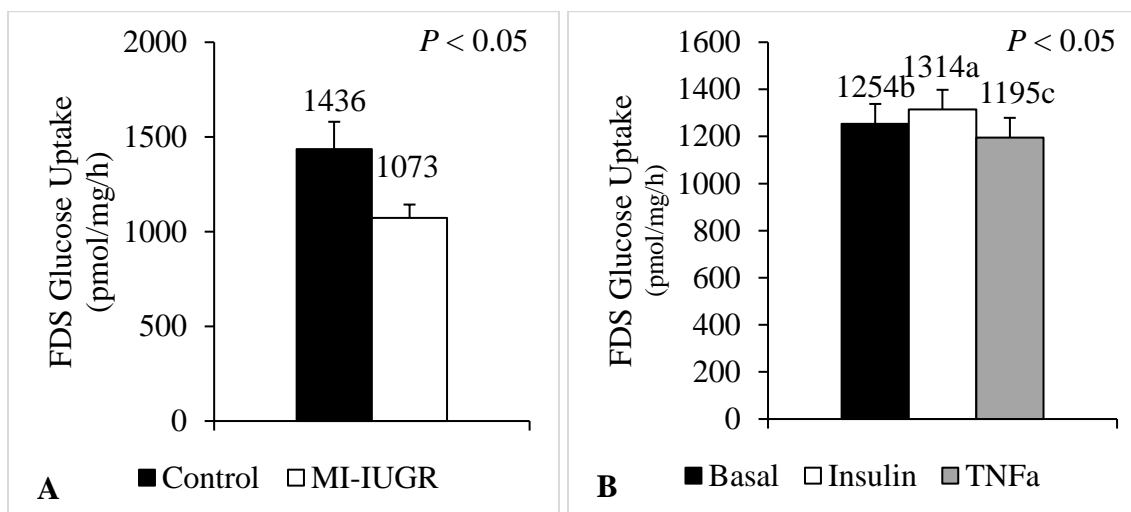 P < 0.05
FDS Glucose Uptake
(pmol/mg/h)
2000
1500
1000
500
0
1436
1073
Control MI-IUGR
A
P < 0.05
FDS Glucose Uptake
(pmol/mg/h)
1600
1400
1200
1000
800
600
400
200
0
1254b
1314a
1195c
Basal Insulin TNFa
B